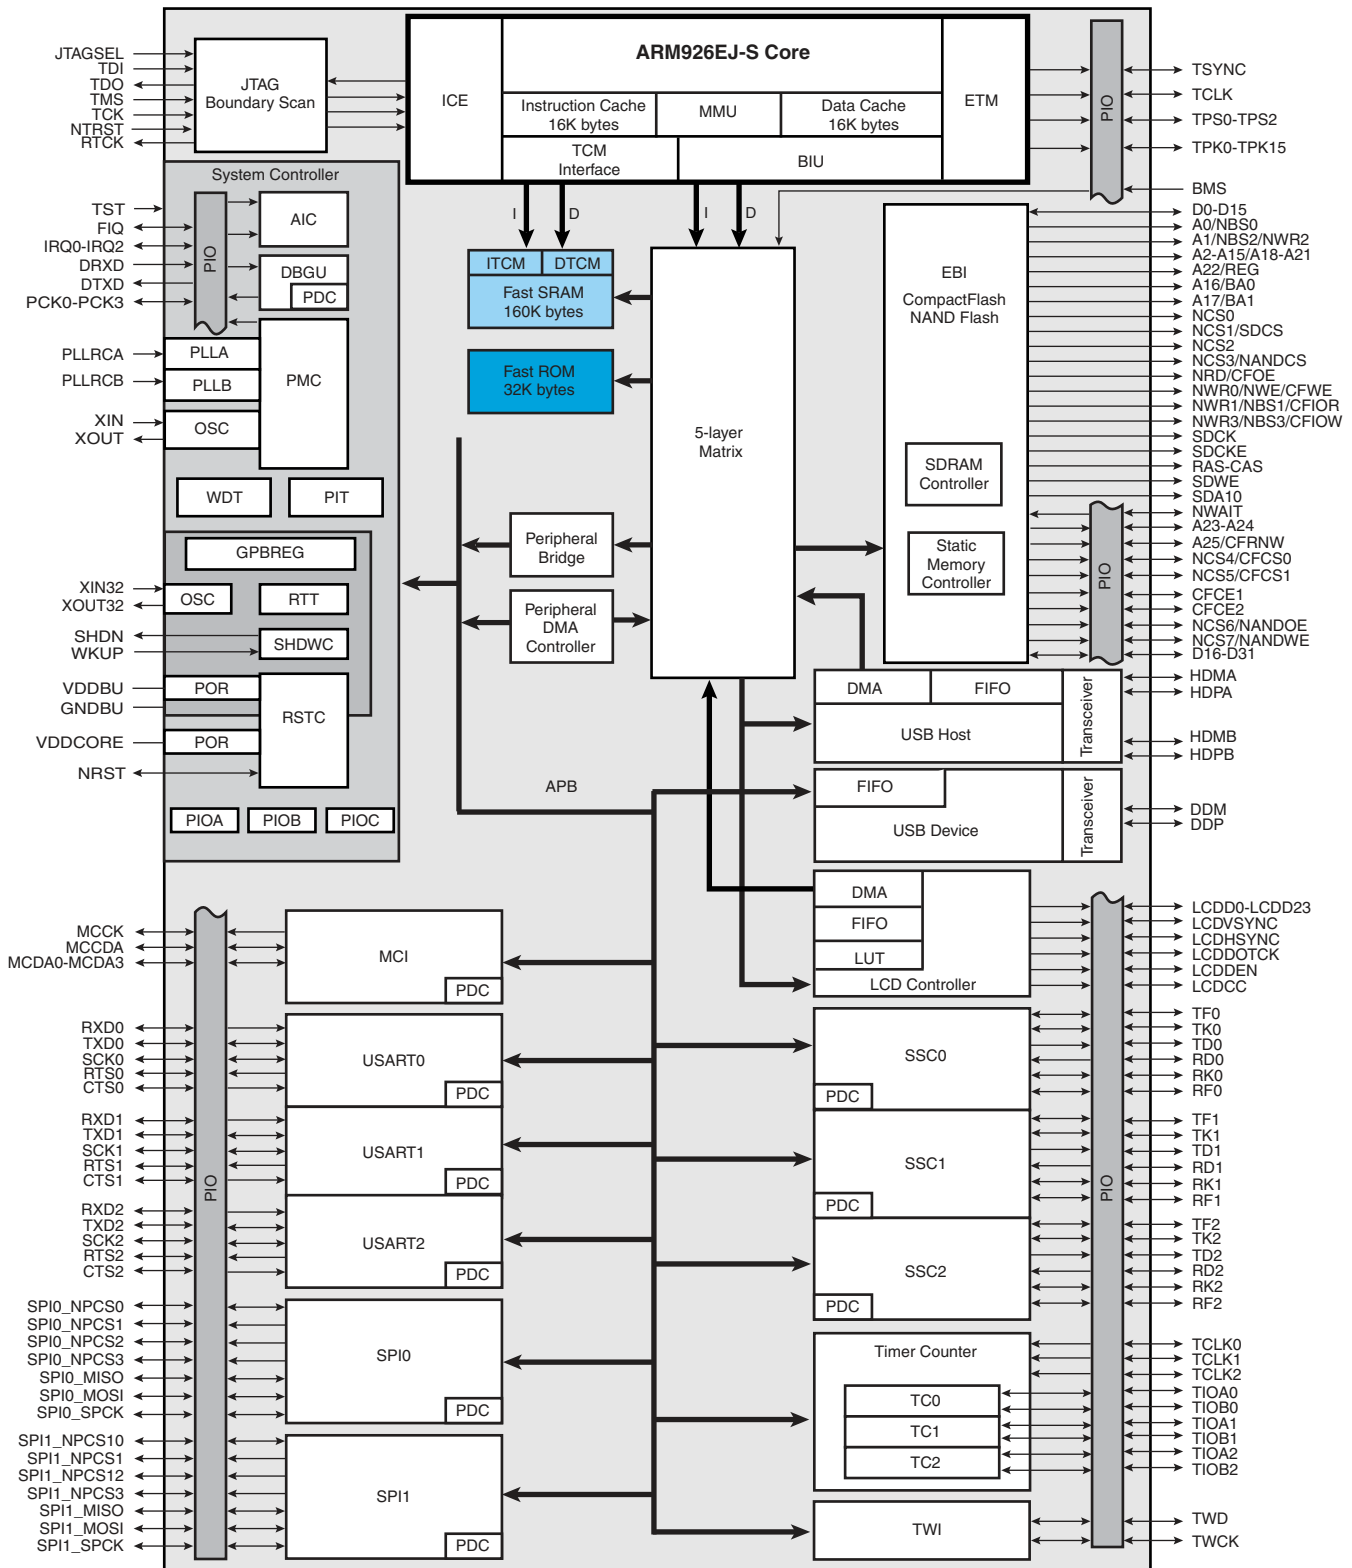 JTAGSEL
TDI
TDO
TMS
TCK
NTRST
RTCK
JTAG
Boundary Scan
ICE
ARM926EJ-S Core
Instruction Cache
16K bytes
MMU
Data Cache
16K bytes
TCM
Interface
BIU
ETM
PIO
TSYNC
TCLK
TPS0-TPS2
TPK0-TPK15
BMS
System Controller
TST
FIQ
IRQ0-IRQ2
DRXD
DTXD
PCK0-PCK3
PIO
AIC
DBGU
PDC
PLLRCA
PLLRCB
XIN
XOUT
PLLA
PLLB
OSC
PMC
WDT
PIT
GPBREG
XIN32
XOUT32
OSC
RTT
SHDN
WKUP
SHDWC
VDDBU
GNDBU
POR
RSTC
VDDCORE
POR
NRST
PIOA
PIOB
PIOC
I
D
I
D
ITCM
DTCM
Fast SRAM
160K bytes
Fast ROM
32K bytes
5-layer
Matrix
Peripheral
Bridge
Peripheral
DMA
Controller
APB
EBI
CompactFlash
NAND Flash
SDRAM
Controller
Static
Memory
Controller
D0-D15
A0/NBS0
A1/NBS2/NWR2
A2-A15/A18-A21
A22/REG
A16/BA0
A17/BA1
NCS0
NCS1/SDCS
NCS2
NCS3/NANDCS
NRD/CFOE
NWR0/NWE/CFWE
NWR1/NBS1/CFIOR
NWR3/NBS3/CFIOW
SDCK
SDCKE
RAS-CAS
SDWE
SDA10
PIO
NWAIT
A23-A24
A25/CFRNW
NCS4/CFCS0
NCS5/CFCS1
CFCE1
CFCE2
NCS6/NANDOE
NCS7/NANDWE
D16-D31
DMA
FIFO
USB Host
Transceiver
HDMA
HDPA
HDMB
HDPB
FIFO
USB Device
Transceiver
DDM
DDP
DMA
FIFO
LUT
LCD Controller
LCDD0-LCDD23
LCDVSYNC
LCDHSYNC
LCDDOTCK
LCDDEN
LCDCC
MCCK
MCCDA
MCDA0-MCDA3
MCI
PDC
RXD0
TXD0
SCK0
RTS0
CTS0
USART0
PDC
RXD1
TXD1
SCK1
RTS1
CTS1
PIO
USART1
PDC
RXD2
TXD2
SCK2
RTS2
CTS2
USART2
PDC
SPI0_NPCS0
SPI0_NPCS1
SPI0_NPCS2
SPI0_NPCS3
SPI0_MISO
SPI0_MOSI
SPI0_SPCK
SPI0
PDC
SPI1_NPCS10
SPI1_NPCS1
SPI1_NPCS12
SPI1_NPCS3
SPI1_MISO
SPI1_MOSI
SPI1_SPCK
SPI1
PDC
SSC0
PDC
TF0
TK0
TD0
RD0
RK0
RF0
SSC1
PDC
PIO
TF1
TK1
TD1
RD1
RK1
RF1
SSC2
PDC
TF2
TK2
TD2
RD2
RK2
RF2
Timer Counter
TC0
TC1
TC2
TCLK0
TCLK1
TCLK2
TIOA0
TIOB0
TIOA1
TIOB1
TIOA2
TIOB2
TWI
TWD
TWCK